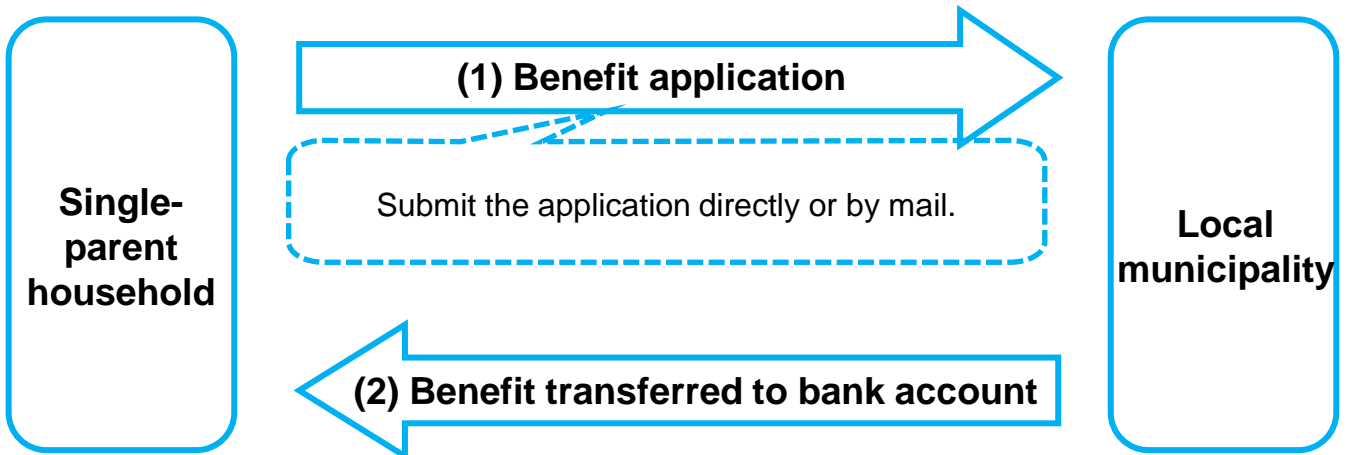 (1) Benefit application
Submit the application directly or by mail.
Single-
parent
household
Local
municipality
(2) Benefit transferred to bank account